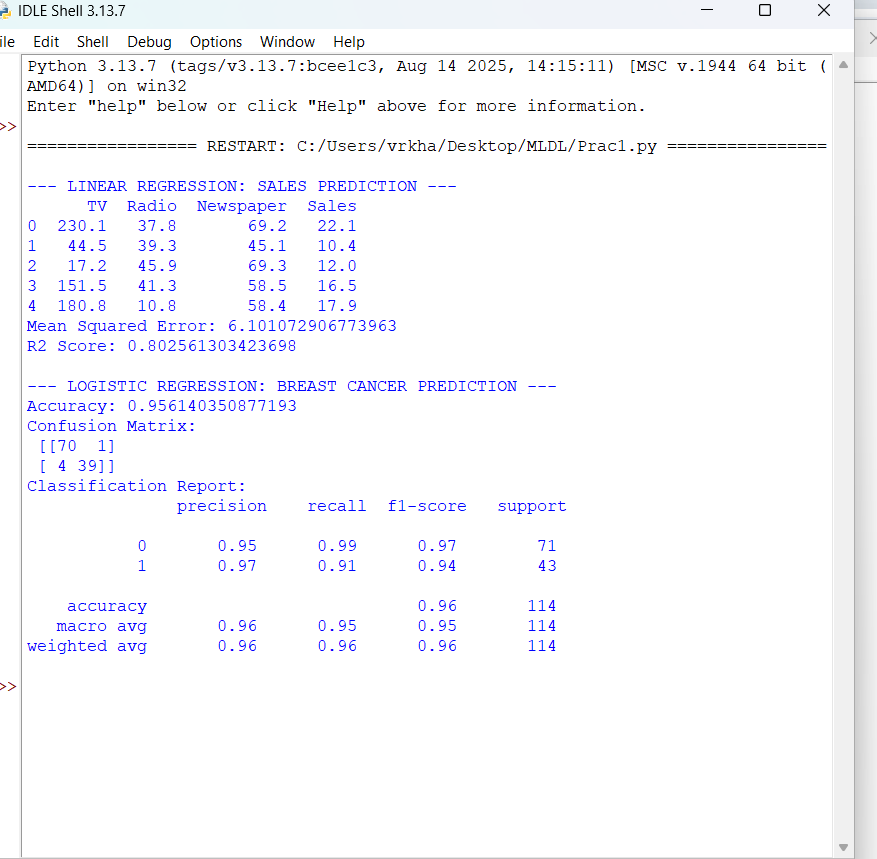 IDLE Shell 3.13.7
ile Edit Shell Debug Options Window Help
Python 3.13.7 (tags/v3.13.7:bcee1c3, Aug 14 2025, 14:15:11) [MSC v.1944 64 bit (
AMD64)] on win32
Enter "help" below or click "Help" above for more information.
>>
================= RESTART: C:/Users/vrkha/Desktop/MLDL/Prac1.py ================
--- LINEAR REGRESSION: SALES PREDICTION ---
      TV  Radio  Newspaper  Sales
0  230.1   37.8       69.2   22.1
1   44.5   39.3       45.1   10.4
2   17.2   45.9       69.3   12.0
3  151.5   41.3       58.5   16.5
4  180.8   10.8       58.4   17.9
Mean Squared Error: 6.101072906773963
R2 Score: 0.802561303423698
--- LOGISTIC REGRESSION: BREAST CANCER PREDICTION ---
Accuracy: 0.956140350877193
Confusion Matrix:
 [[70  1]
 [ 4 39]]
Classification Report:
               precision    recall  f1-score   support
           0       0.95      0.99      0.97        71
           1       0.97      0.91      0.94        43
    accuracy                           0.96       114
   macro avg       0.96      0.95      0.95       114
weighted avg       0.96      0.96      0.96       114
>>